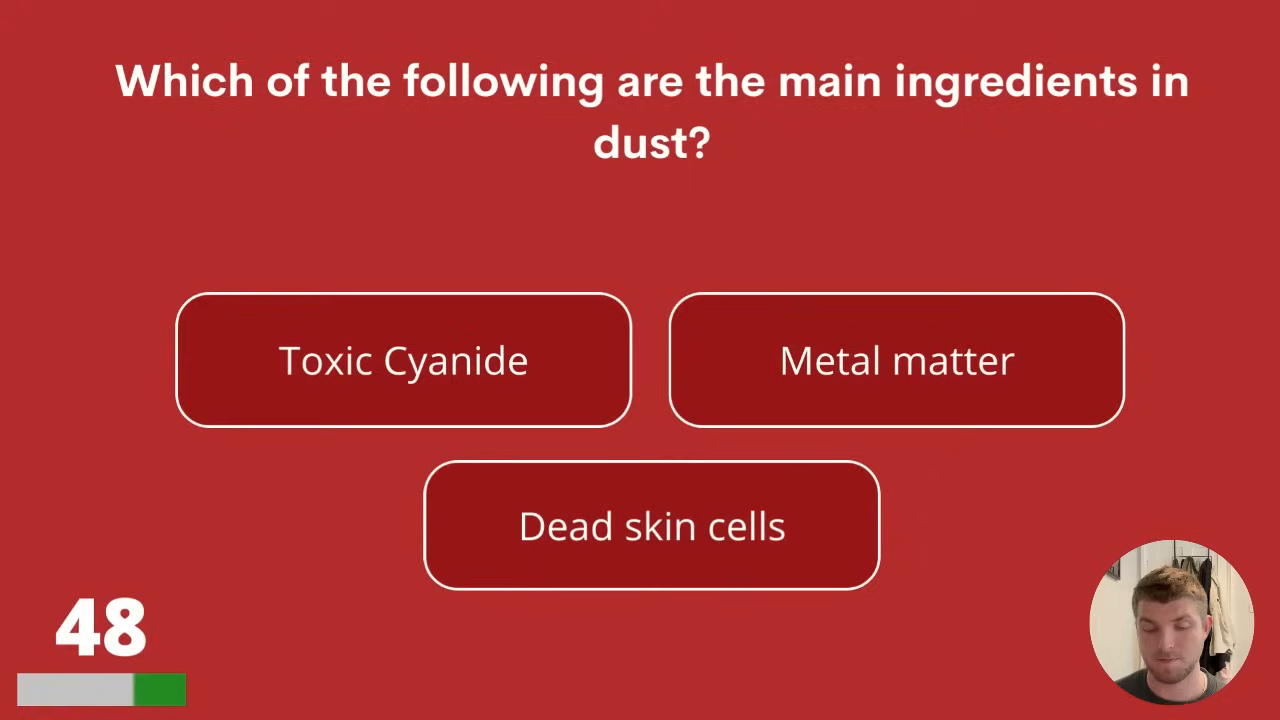 Which of the following are the main ingredients in
dust?
Toxic Cyanide
Metal matter
Dead skin cells
48